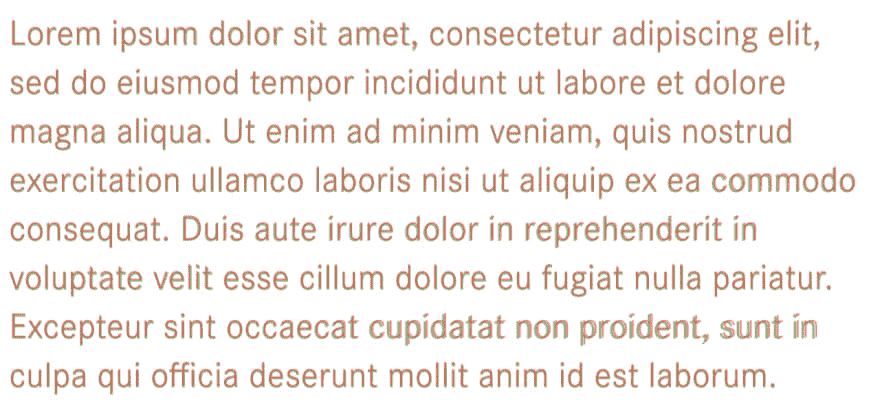 Lorem ipsum dolor sit amet, consectetur adipiscing elit,
sed do eiusmod tempor incididunt ut labore et dolore
magna aliqua. Ut enim ad minim veniam, quis nostrud
exercitation ullamco laboris nisi ut aliquip ex ea commodo
consequat. Duis aute irure dolor in reprehenderit in
voluptate velit esse cillum dolore eu fugiat nulla pariatur.
Excepteur sint occaecat cupidatat non proident, sunt in
culpa qui officia deserunt mollit anim id est laborum.